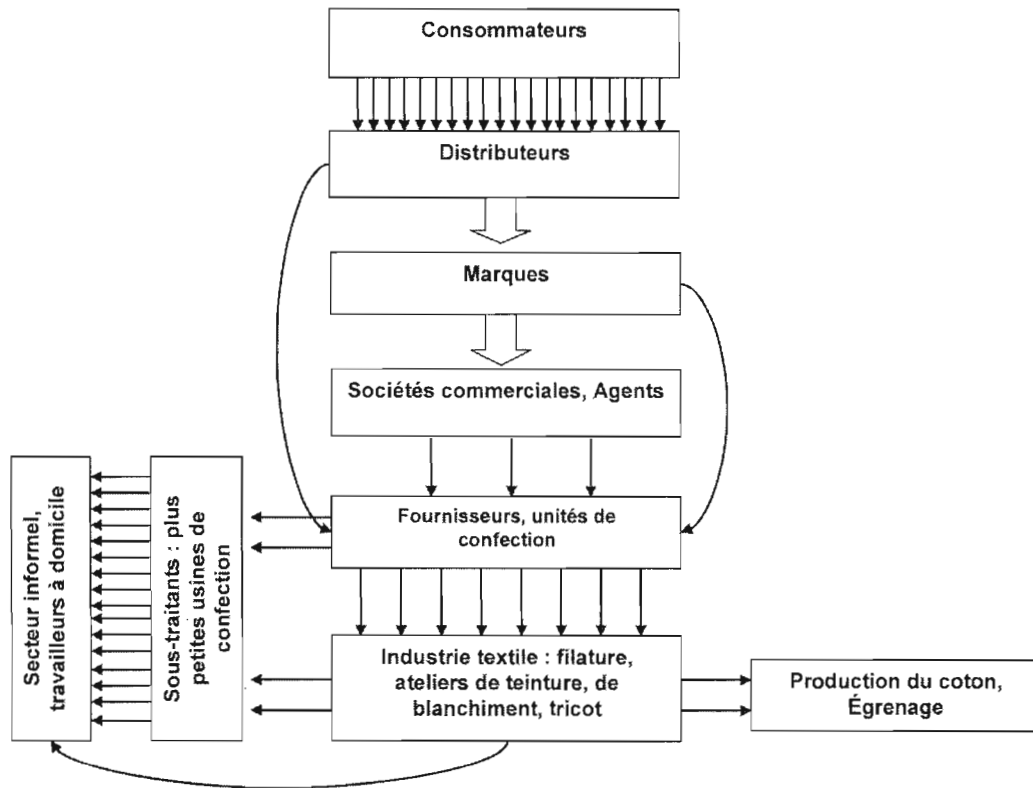 Consommateurs
Distributeurs
Marques
Sociétés commerciales, Agents
Fournisseurs, unités de
confection
Secteur informel,
travailleurs à domicile
Sous-traitants : plus
petites usines de
confection
Industrie textile : filature,
ateliers de teinture, de
blanchiment, tricot
Production du coton,
Égrenage